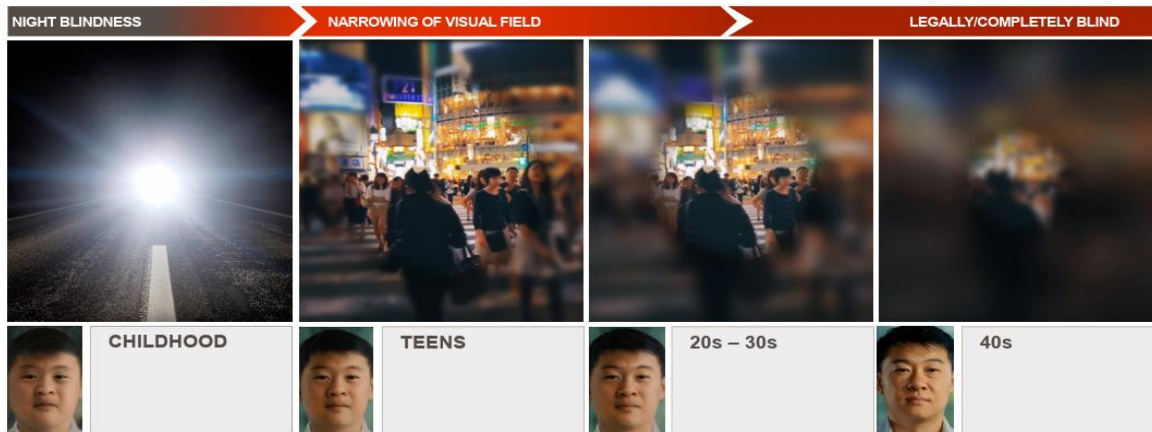 NIGHT BLINDNESS
NARROWING OF VISUAL FIELD
LEGALLY/COMPLETELY BLIND
CHILDHOOD
TEENS
20s – 30s
40s